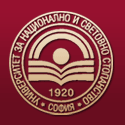 УНИВЕРСИТЕТ ЗА НАЦИОНАЛНО И СВЕТОВНО СТОПАНСТВО
1920
• СОФИЯ •